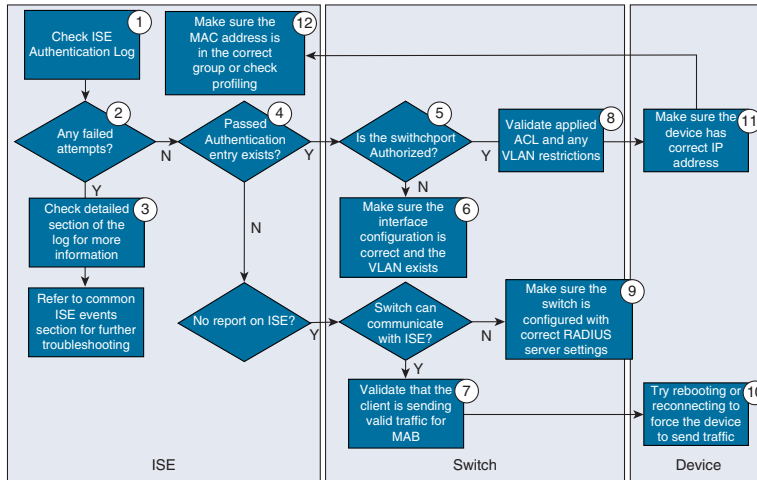 1
Check ISE
Authentication Log
12
Make sure the
MAC address is
in the correct
group or check
profiling
2
Any failed
attempts?
N
Y
4
Passed
Authentication
entry exists?
Y
N
5
Is the switchport
Authorized?
Y
N
8
Validate applied
ACL and any
VLAN restrictions
11
Make sure the
device has
correct IP
address
3
Check detailed
section of the
log for more
information
6
Make sure the
interface
configuration is
correct and the
VLAN exists
Refer to common
ISE events
section for further
troubleshooting
No report on ISE?
Y
Switch can
communicate
with ISE?
N
Y
9
Make sure the
switch is
configured with
correct RADIUS
server settings
7
Validate that the
client is sending
valid traffic for
MAB
10
Try rebooting or
reconnecting to
force the device
to send traffic
ISE
Switch
Device